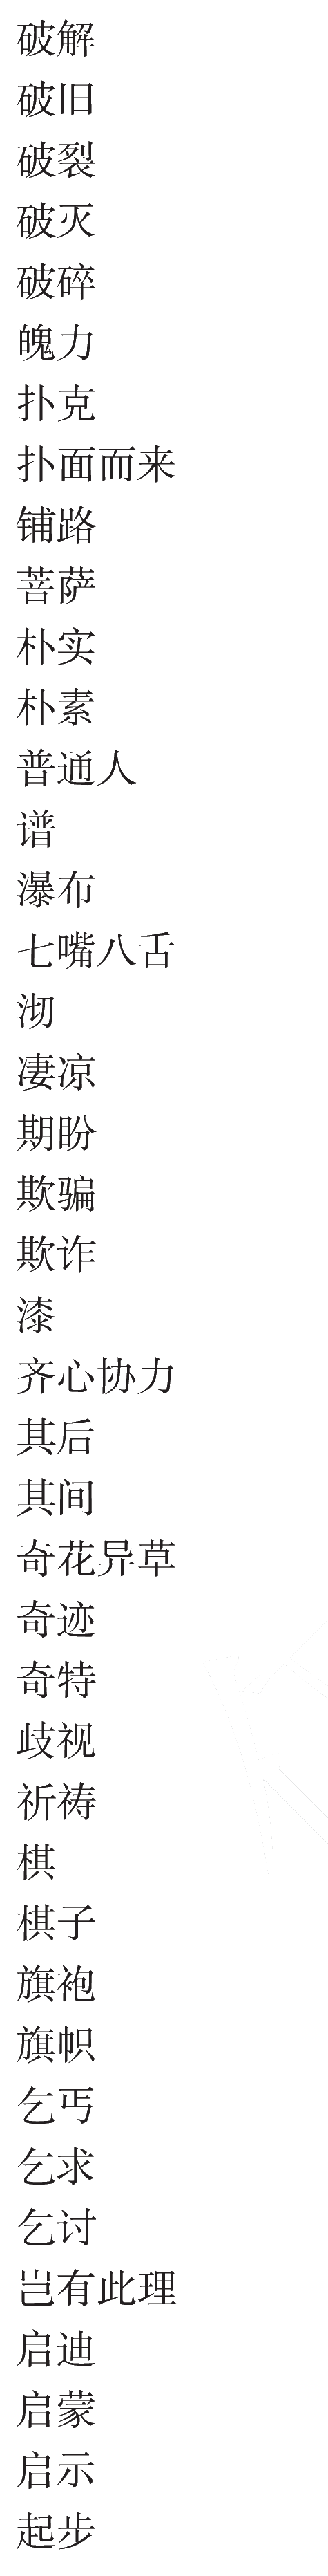 破解
破旧
破裂
破灭
破碎
魄力
扑克
扑面而来
铺路
菩萨
朴实
朴素
普通人
谱
瀑布
七嘴八舌
沏
凄凉
期盼
欺骗
欺诈
漆
齐心协力
其后
其间
奇花异草
奇迹
奇特
歧视
祈祷
棋
棋子
旗袍
旗帜
乞丐
乞求
乞讨
岂有此理
启迪
启蒙
启示
起步